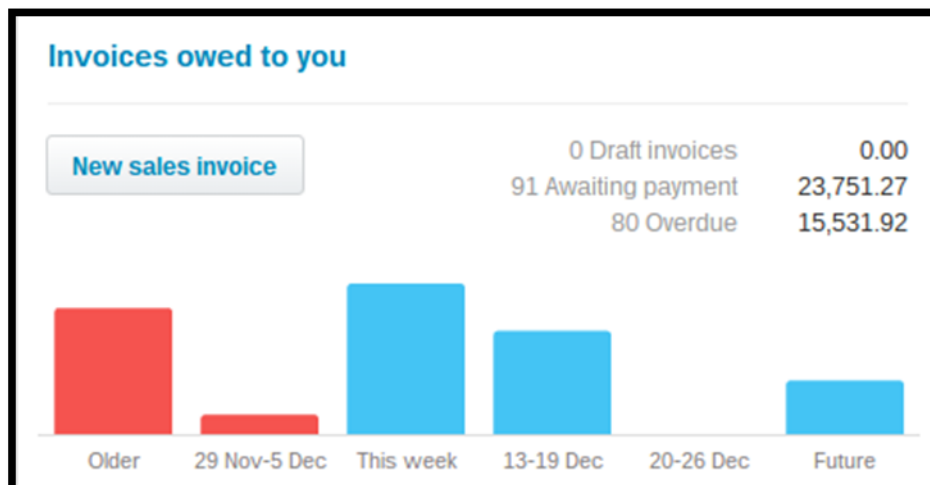 Invoices owed to you
New sales invoice
0 Draft invoices 0.00
91 Awaiting payment 23,751.27
80 Overdue 15,531.92
Older 29 Nov-5 Dec This week 13-19 Dec 20-26 Dec Future